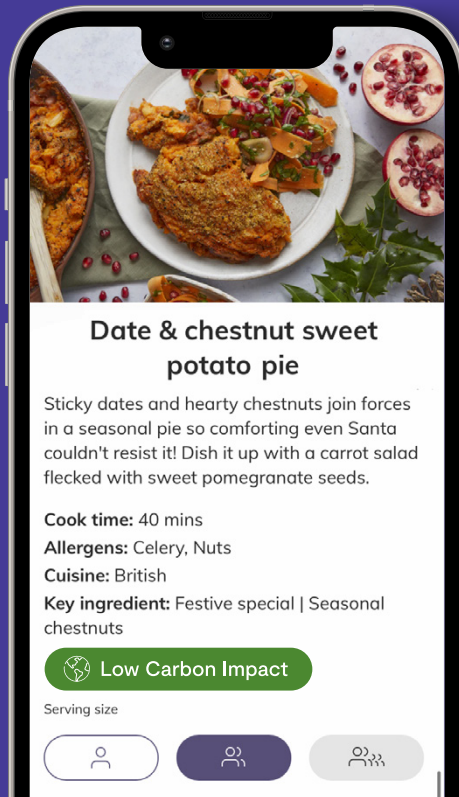 Date & chestnut sweet
potato pie
Sticky dates and hearty chestnuts join forces
in a seasonal pie so comforting even Santa
couldn't resist it! Dish it up with a carrot salad
flecked with sweet pomegranate seeds.
Cook time: 40 mins
Allergens: Celery, Nuts
Cuisine: British
Key ingredient: Festive special | Seasonal
chestnuts
Low Carbon Impact
Serving size